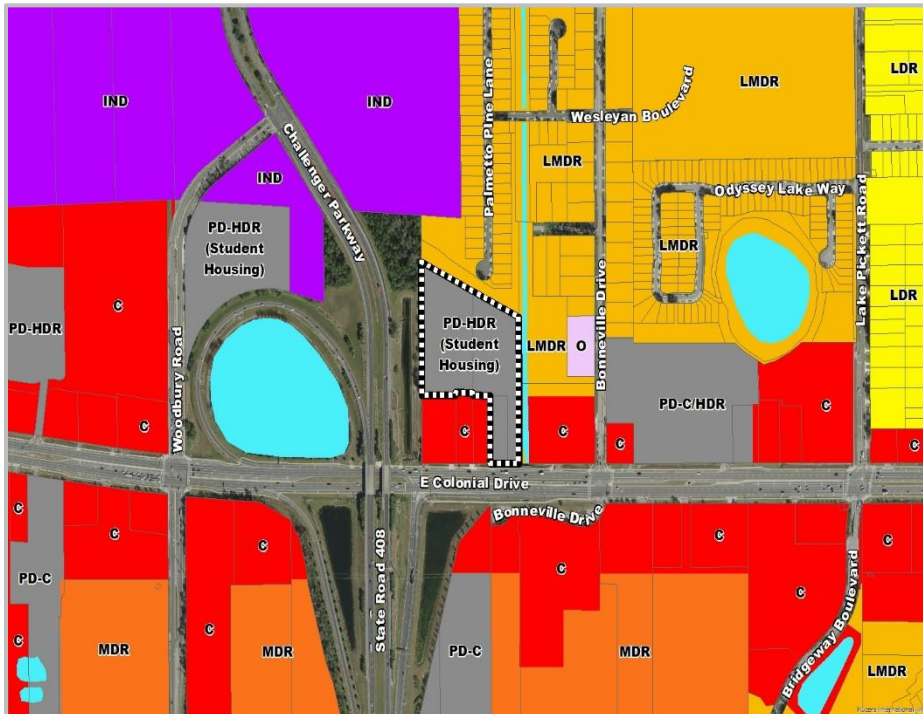 IND
IND
IND
Challenger Parkway
Palmetto Pine Lane
Wesleyan Boulevard
LMDR
LDR
LMDR
Odyssey Lake Way
LMDR
Lake Pickett Road
LDR
PD-HDR
(Student
Housing)
C
PD-HDR
Woodbury Road
C
PD-HDR
(Student
Housing)
LMDR
O
Bonneville Drive
PD-C/HDR
C
C
C
C
C
E Colonial Drive
Bonneville Drive
State Road 408
C
PD-C
C
MDR
C
C
MDR
PD-C
C
C
C
MDR
C
C
Bridgeway Boulevard
LMDR